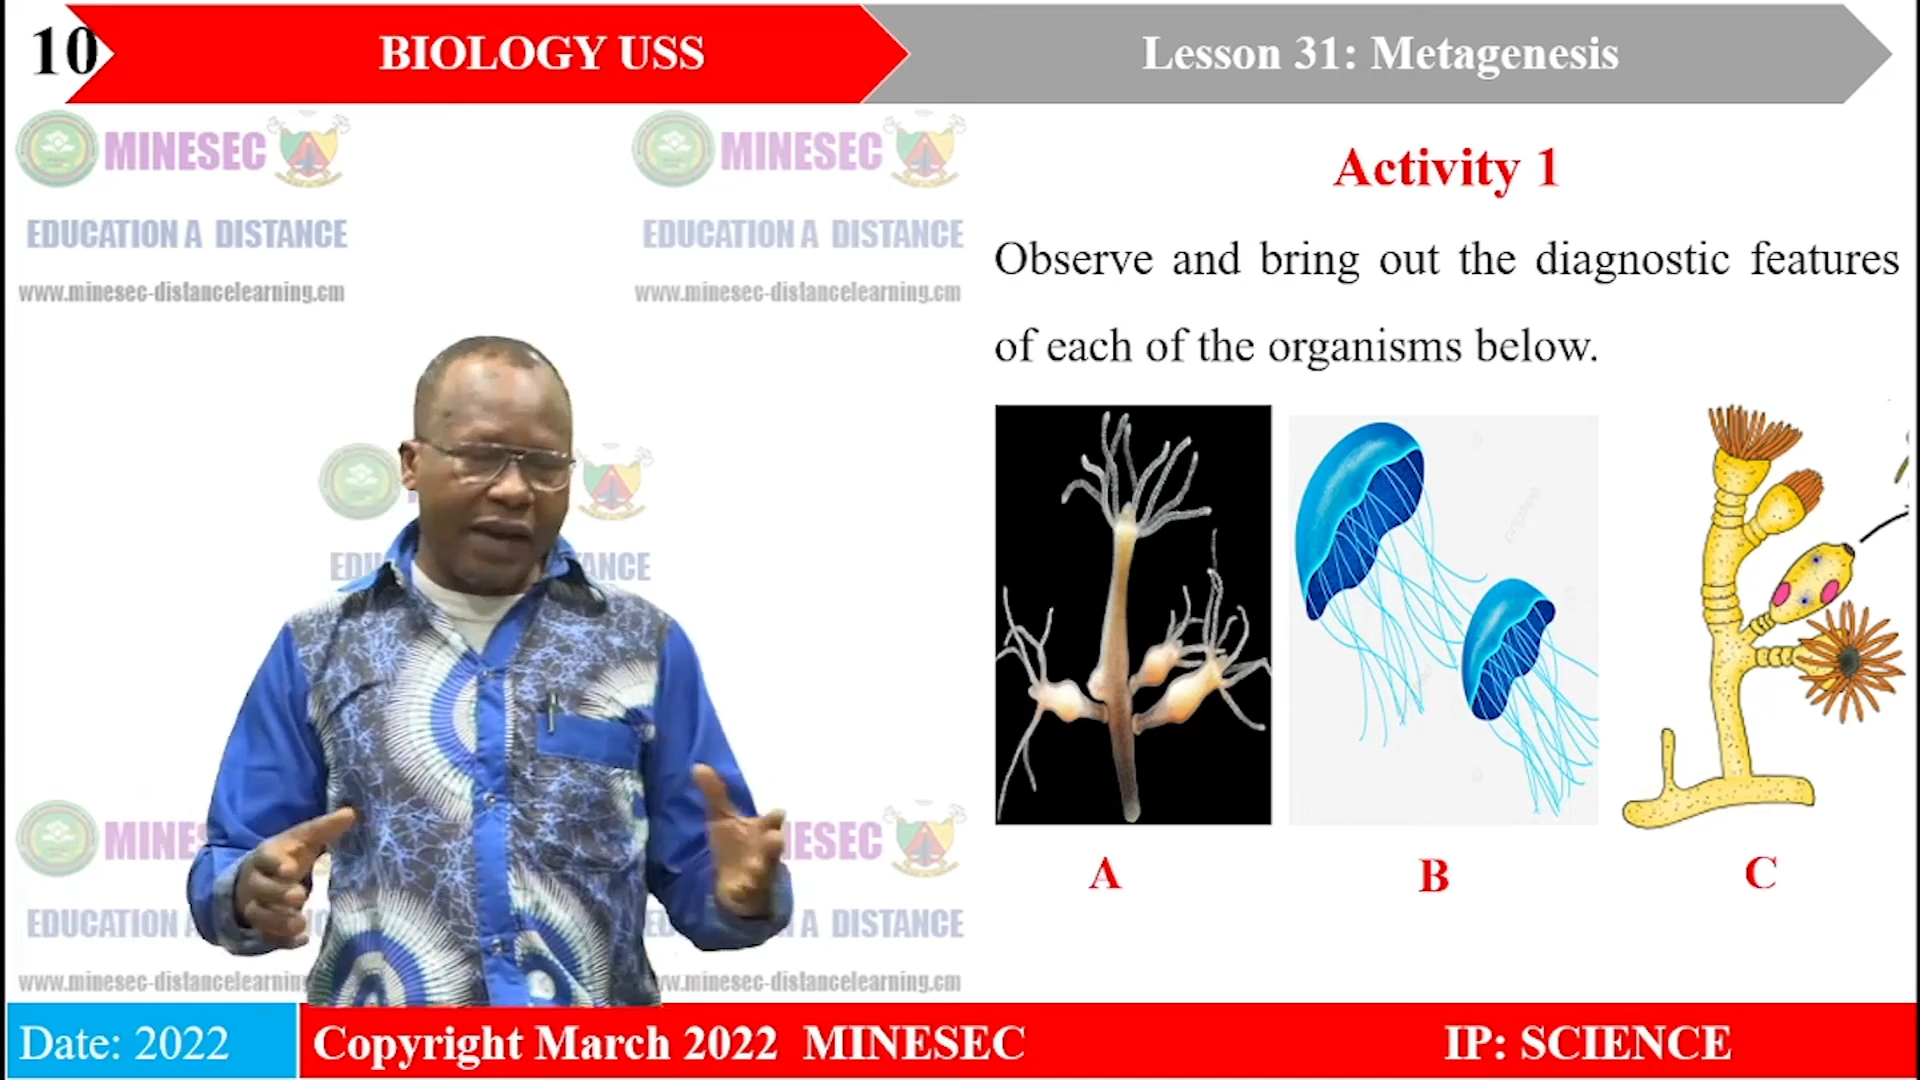 10
BIOLOGY USS
Lesson 31: Metagenesis
MINESEC
EDUCATION A DISTANCE
www.minesec-distancelearning.cm
MINESEC
EDUCATION A DISTANCE
www.minesec-distancelearning.cm
Activity 1
Observe and bring out the diagnostic features
of each of the organisms below.
A
B
C
Date: 2022
Copyright March 2022 MINESEC
IP: SCIENCE